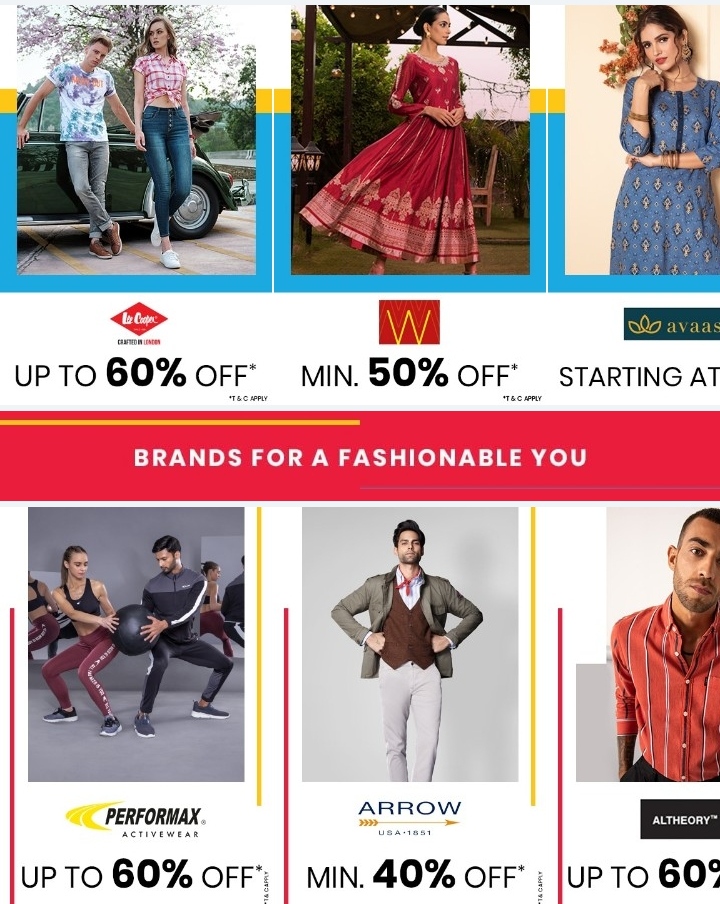 Lee Cooper
CRAFTED IN LONDON
W
avaas
UP TO 60% OFF*
MIN. 50% OFF*
STARTING AT
*T & C APPLY
*T & C APPLY
BRANDS FOR A FASHIONABLE YOU
PERFORMAX®
ACTIVEWEAR
ARROW
USA•1851
ALTHEORY™
UP TO 60% OFF*
MIN. 40% OFF*
UP TO 60%
*T & C APPLY
*T & C APPLY